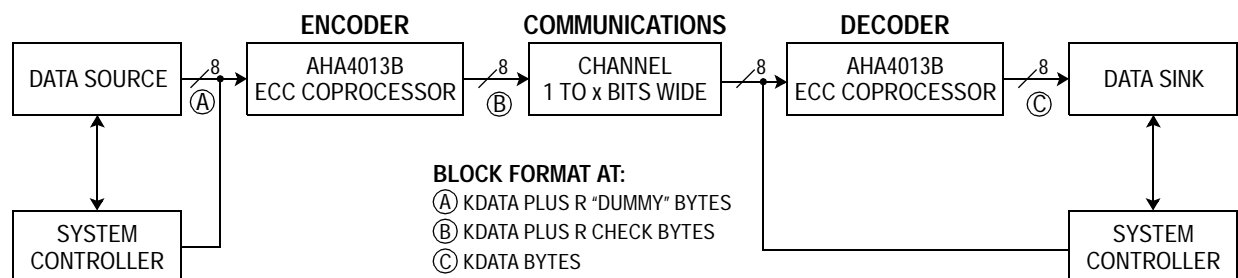 ENCODER
COMMUNICATIONS
DECODER
DATA SOURCE
8
A
AHA4013B
ECC COPROCESSOR
8
B
CHANNEL
1 TO x BITS WIDE
8
AHA4013B
ECC COPROCESSOR
8
C
DATA SINK
BLOCK FORMAT AT:
A KDATA PLUS R “DUMMY” BYTES
B KDATA PLUS R CHECK BYTES
C KDATA BYTES
SYSTEM
CONTROLLER
SYSTEM
CONTROLLER